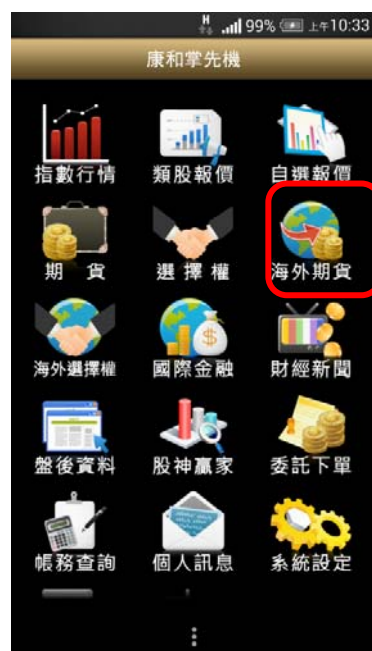 H 99% 上午10:33
康和掌先機
指數行情 類股報價 自選報價
期 貨 選擇權 海外期貨
海外選擇權 國際金融 財經新聞
盤後資料 股神贏家 委託下單
帳務查詢 個人訊息 系統設定